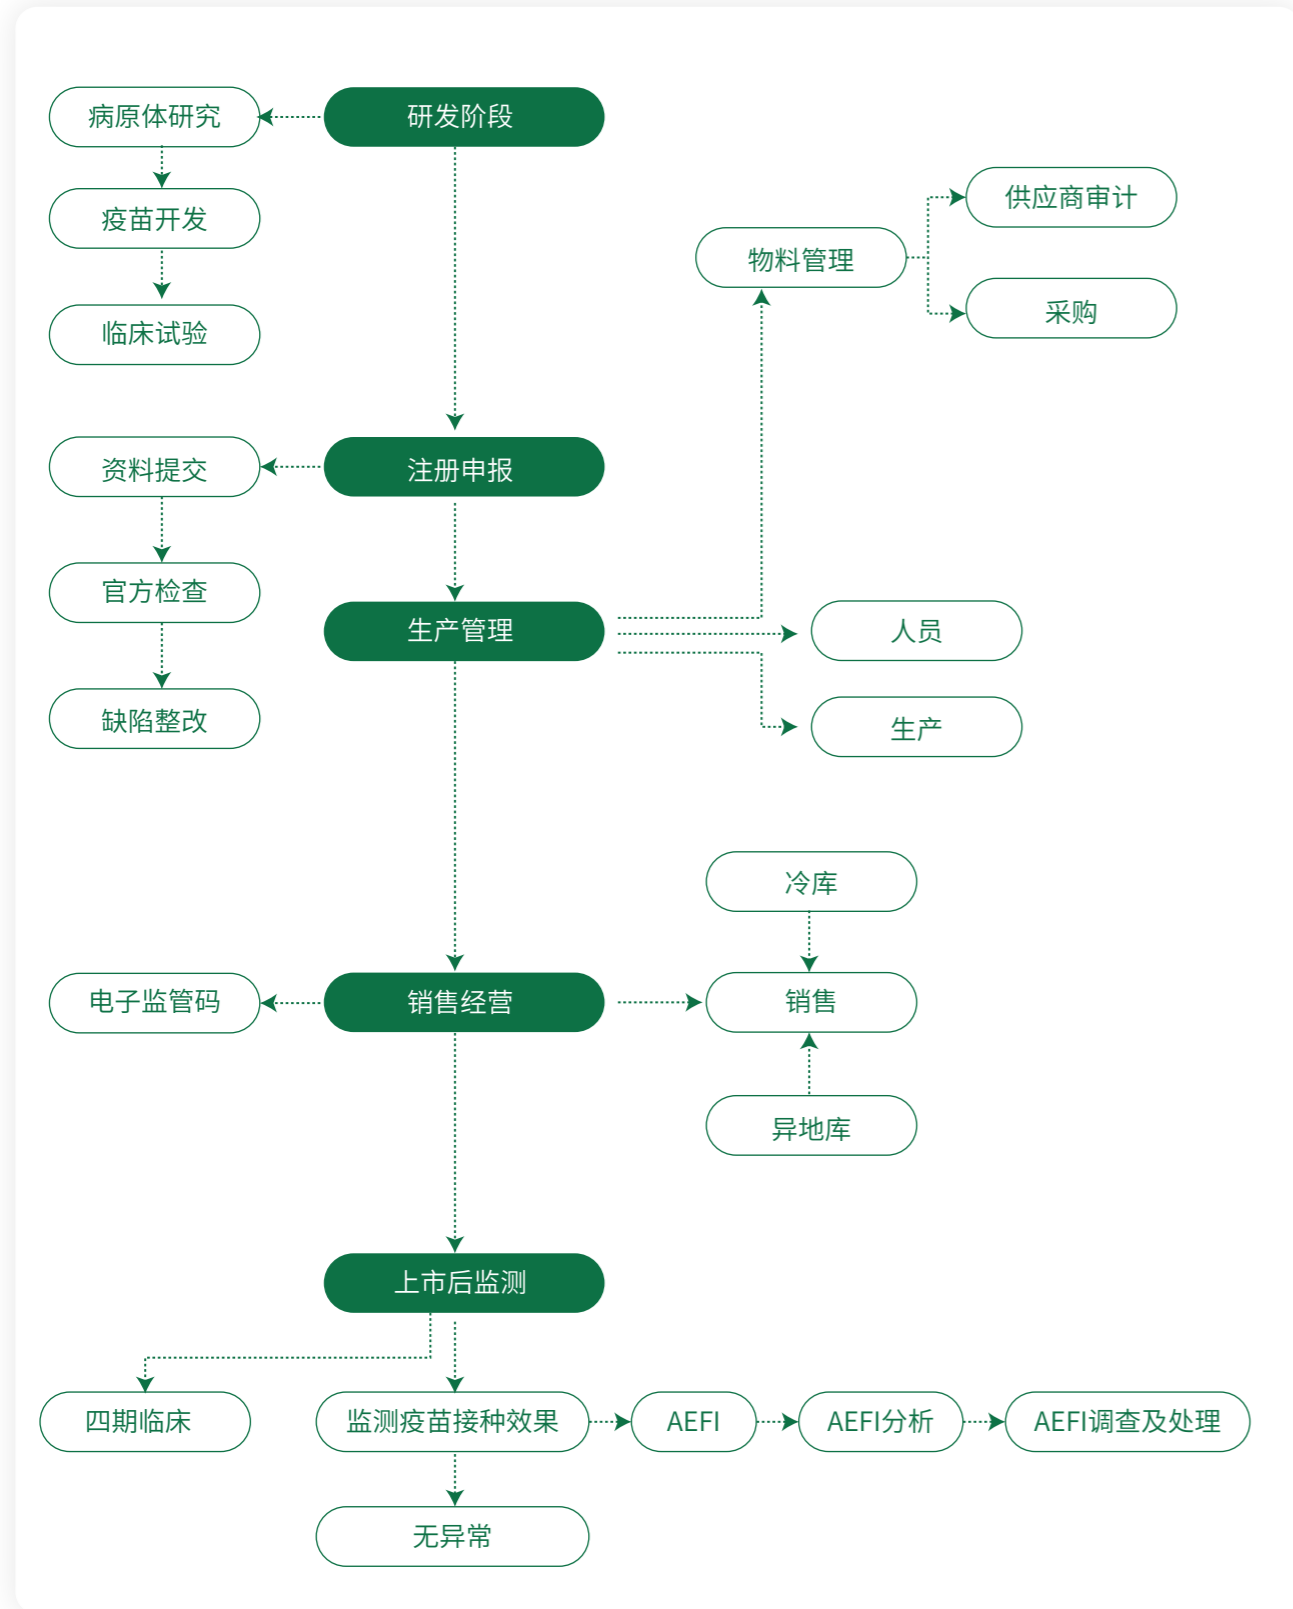 病原体研究
研发阶段
疫苗开发
临床试验
供应商审计
物料管理
采购
资料提交
注册申报
官方检查
生产管理
人员
缺陷整改
生产
冷库
电子监管码
销售经营
销售
异地库
上市后监测
四期临床
监测疫苗接种效果
AEFI
AEFI分析
AEFI调查及处理
无异常